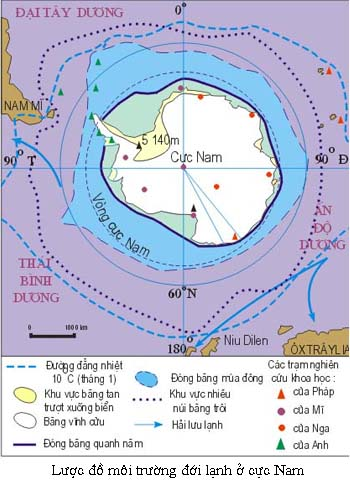 ĐẠI TÂY DƯƠNG
0°
NAM MĨ
5 140m
Cực Nam
90° T
90° Đ
Vòng cực Nam
ẤN
ĐỘ
DƯƠNG
THÁI
BÌNH
DƯƠNG
60°N
Niu Dilen
0 1000 km
180°
ÔXTRÂYLIA
Đường đẳng nhiệt
10°C (tháng 1)
Khu vực băng tan
trượt xuống biển
Băng vĩnh cửu
Đóng băng quanh năm
Đóng băng mùa đông
Khu vực nhiều
núi băng trôi
Hải lưu lạnh
Các trạm nghiên
cứu khoa học :
của Pháp
của Mĩ
của Nga
của Anh
Lược đồ môi trường đới lạnh ở cực Nam